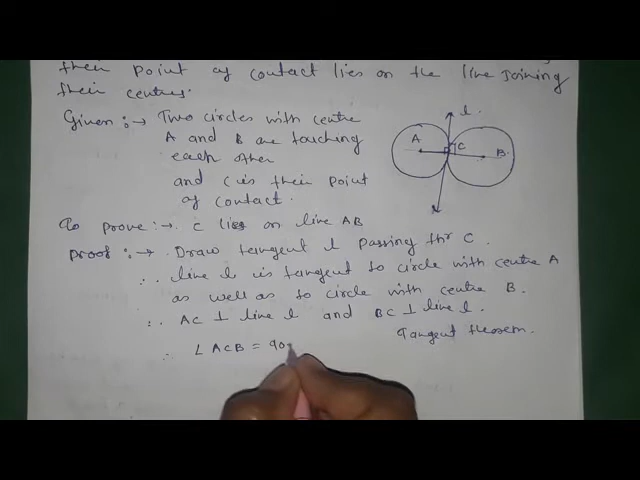 their point of contact lies on the line joining
their centres.
Given :→ Two circles with centre
A and B are touching
each other
and C is their point
of contact.
To prove :→. C lies on line AB
Proof :→. Draw tangent l passing thr C.
∴ line l is tangent to circle with centre A
as well as to circle with centre B.
∴ AC ⊥ line l and BC ⊥ line l.
Tangent theorem.
∴ ∠ ACB = 90
l.
A
C
B